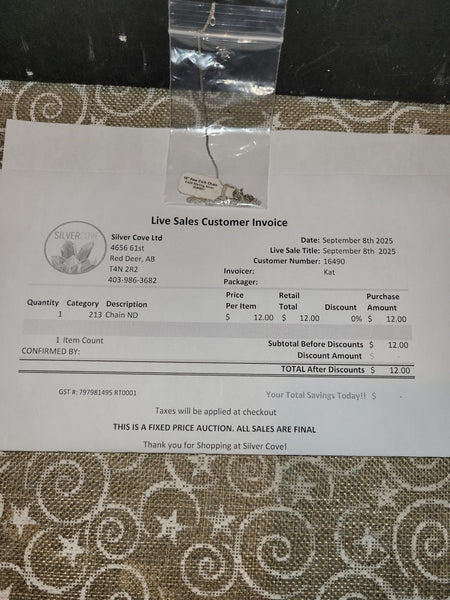 18" Rope Curb Chain
Live Sales Customer Invoice
SILVERCOVE
Silver Cove Ltd
4656 61st
Red Deer, AB
T4N 2R2
403-986-3682
Date: September 8th 2025
Live Sale Title: September 8th 2025
Customer Number: 16490
Invoicer: Kat
Packager:
Quantity Category Description Price Per Item Retail Total Discount Purchase Amount
1 213 Chain ND $ 12.00 $ 12.00 0% $ 12.00
1 Item Count Subtotal Before Discounts $ 12.00
CONFIRMED BY: Discount Amount $ -
TOTAL After Discounts $ 12.00
GST #: 797981495 RT0001 Your Total Savings Today!! $ -
Taxes will be applied at checkout
THIS IS A FIXED PRICE AUCTION. ALL SALES ARE FINAL
Thank you for Shopping at Silver Cove!